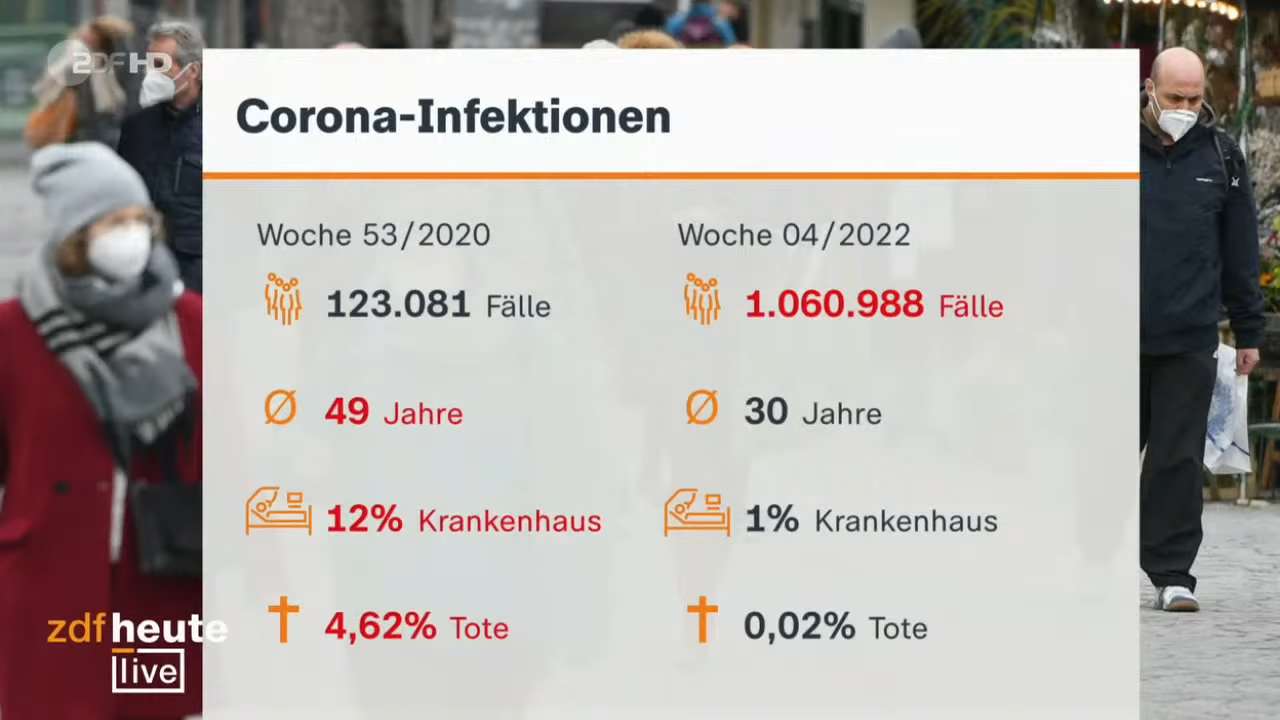 ZDF HD
Corona-Infektionen
Woche 53/2020
123.081 Fälle
Ø 49 Jahre
12% Krankenhaus
4,62% Tote
Woche 04/2022
1.060.988 Fälle
Ø 30 Jahre
1% Krankenhaus
0,02% Tote
zdf heute
live